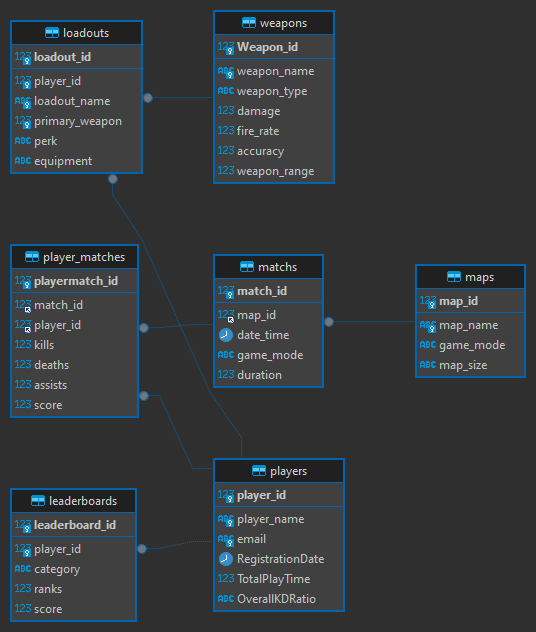 loadouts
123 loadout_id
123 player_id
ABC loadout_name
123 primary_weapon
ABC perk
ABC equipment
weapons
123 Weapon_id
ABC weapon_name
ABC weapon_type
123 damage
123 fire_rate
123 accuracy
123 weapon_range
player_matches
123 playermatch_id
123 match_id
123 player_id
123 kills
123 deaths
123 assists
123 score
matchs
123 match_id
123 map_id
date_time
ABC game_mode
123 duration
maps
123 map_id
ABC map_name
ABC game_mode
ABC map_size
leaderboards
123 leaderboard_id
123 player_id
ABC category
123 ranks
123 score
players
123 player_id
ABC player_name
ABC email
RegistrationDate
123 TotalPlayTime
ABC OverallKDRatio